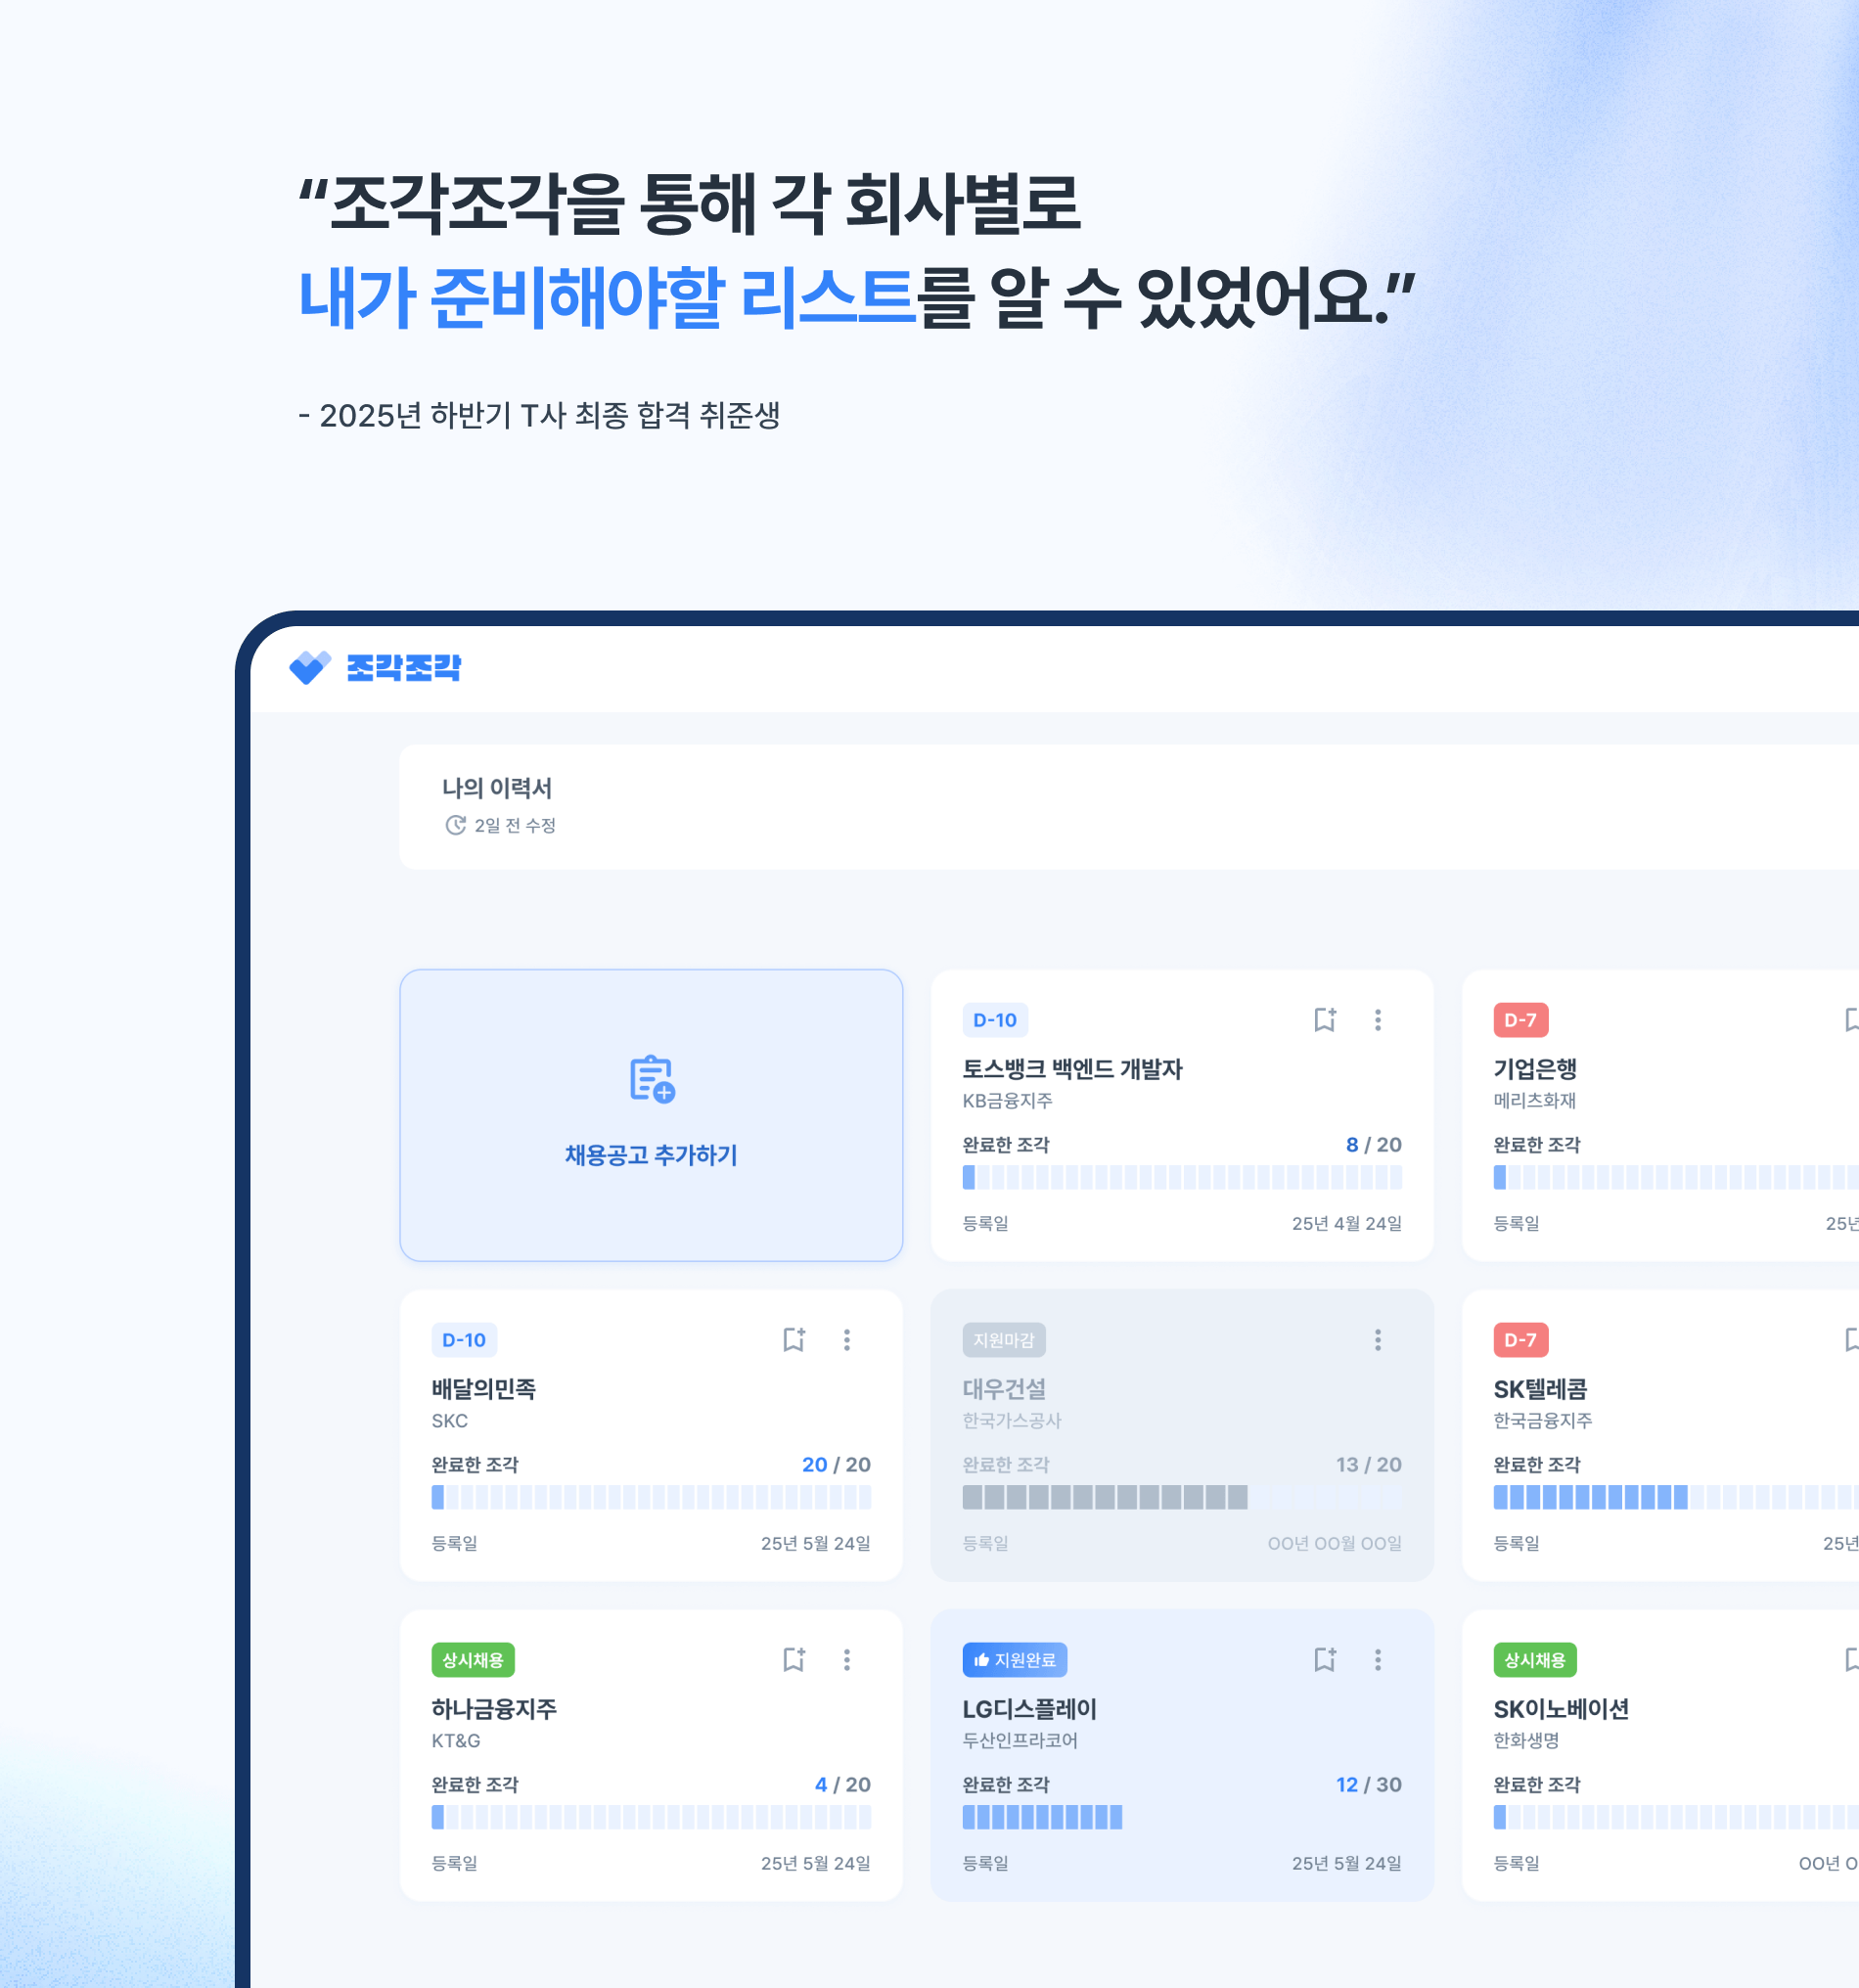 “조각조각을 통해 각 회사별로
내가 준비해야할 리스트를 알 수 있었어요.”
- 2025년 하반기 T사 최종 합격 취준생
조각조각
나의 이력서
2일 전 수정
채용공고 추가하기
D-10
토스뱅크 백엔드 개발자
KB금융지주
완료한 조각 8 / 20
등록일 25년 4월 24일
D-7
기업은행
메리츠화재
완료한 조각
등록일 25년
D-10
배달의민족
SKC
완료한 조각 20 / 20
등록일 25년 5월 24일
지원마감
대우건설
한국가스공사
완료한 조각 13 / 20
등록일 OO년 OO월 OO일
D-7
SK텔레콤
한국금융지주
완료한 조각
등록일 25년
상시채용
하나금융지주
KT&G
완료한 조각 4 / 20
등록일 25년 5월 24일
지원완료
LG디스플레이
두산인프라코어
완료한 조각 12 / 30
등록일 25년 5월 24일
상시채용
SK이노베이션
한화생명
완료한 조각
등록일 OO년 O